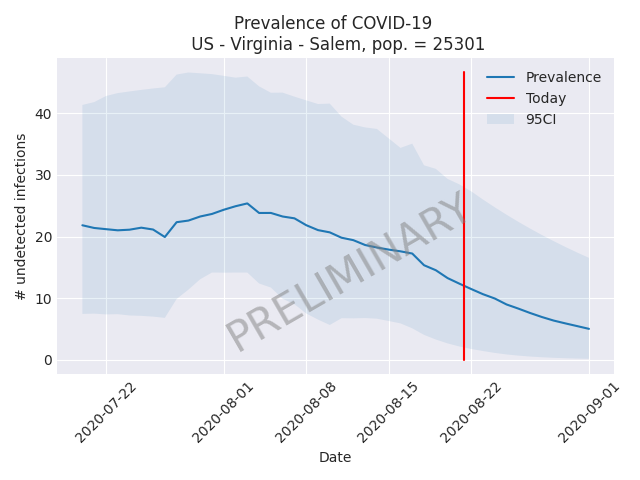 Prevalence of COVID-19
US - Virginia - Salem, pop. = 25301
# undetected infections
40
30
20
10
0
Prevalence
Today
95CI
PRELIMINARY
2020-07-22
2020-08-01
2020-08-08
2020-08-15
2020-08-22
2020-09-01
Date